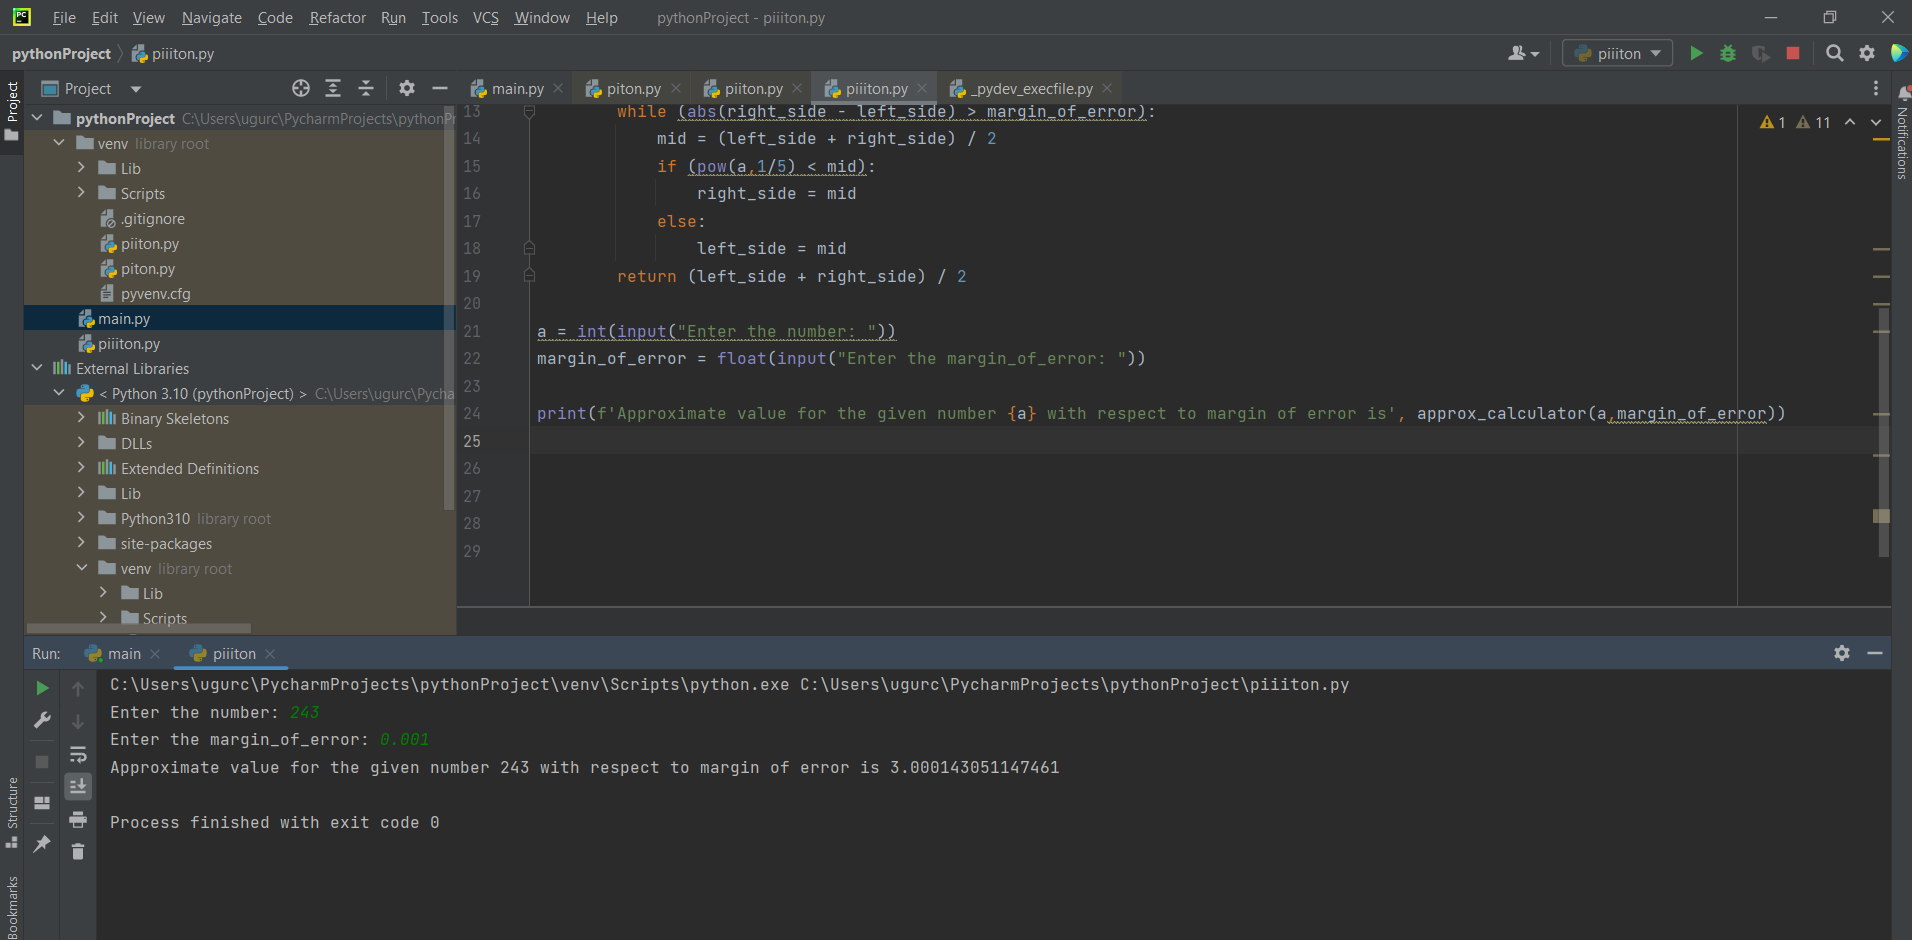 PC File Edit View Navigate Code Refactor Run Tools VCS Window Help pythonProject - piiiton.py
pythonProject piiiton.py piiiton
Project main.py piton.py piiton.py piiiton.py _pydev_execfile.py
Project
Notifications
pythonProject C:\Users\ugurc\PycharmProjects\pythonPr
venv library root
Lib
Scripts
.gitignore
piiton.py
piton.py
pyvenv.cfg
main.py
piiiton.py
External Libraries
< Python 3.10 (pythonProject) > C:\Users\ugurc\Pycha
Binary Skeletons
DLLs
Extended Definitions
Lib
Python310 library root
site-packages
venv library root
Lib
Scripts
1 11
13 while (abs(right_side - left_side) > margin_of_error):
14 mid = (left_side + right_side) / 2
15 if (pow(a,1/5) < mid):
16 right_side = mid
17 else:
18 left_side = mid
19 return (left_side + right_side) / 2
20
21 a = int(input("Enter the number: "))
22 margin_of_error = float(input("Enter the margin_of_error: "))
23
24 print(f'Approximate value for the given number {a} with respect to margin of error is', approx_calculator(a,margin_of_error))
25
26
27
28
29
Run: main piiiton
C:\Users\ugurc\PycharmProjects\pythonProject\venv\Scripts\python.exe C:\Users\ugurc\PycharmProjects\pythonProject\piiiton.py
Enter the number: 243
Enter the margin_of_error: 0.001
Approximate value for the given number 243 with respect to margin of error is 3.000143051147461
Process finished with exit code 0
Structure
Bookmarks